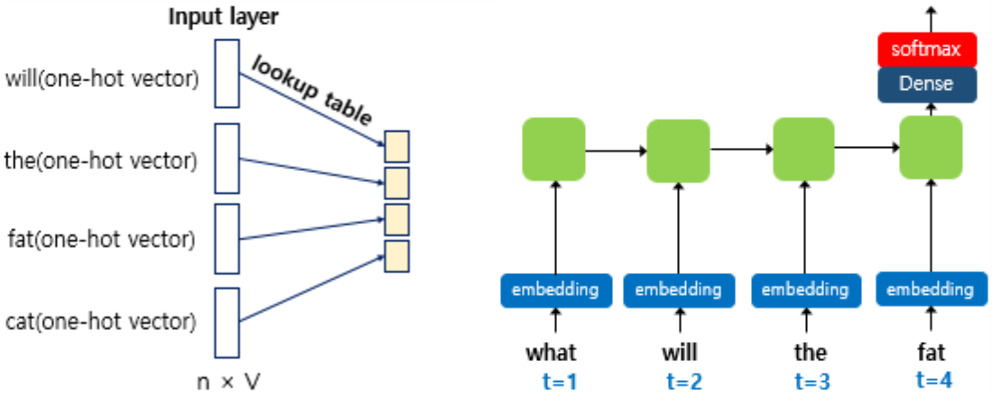 Input layer
will(one-hot vector)
lookup table
the(one-hot vector)
fat(one-hot vector)
cat(one-hot vector)
n × V
softmax
Dense
embedding embedding embedding embedding
what will the fat
t=1 t=2 t=3 t=4